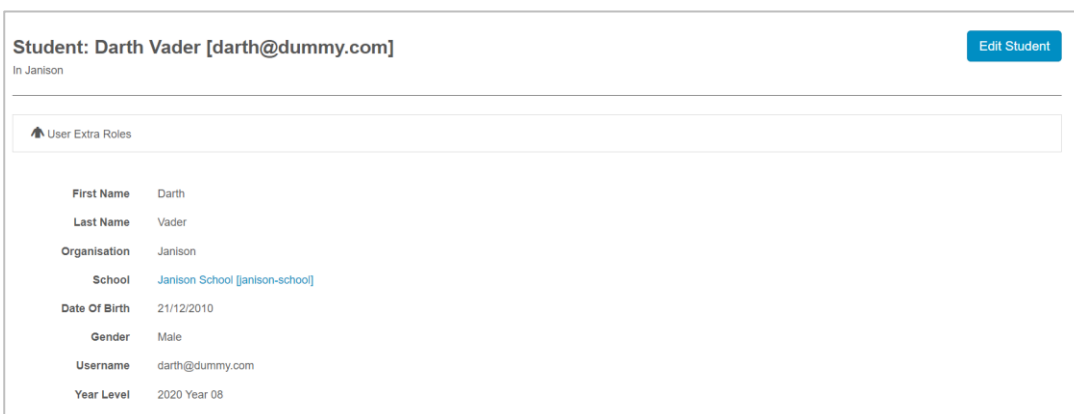 Student: Darth Vader [darth@dummy.com]
Edit Student
In Janison
User Extra Roles
First Name Darth
Last Name Vader
Organisation Janison
School Janison School [janison-school]
Date Of Birth 21/12/2010
Gender Male
Username darth@dummy.com
Year Level 2020 Year 08